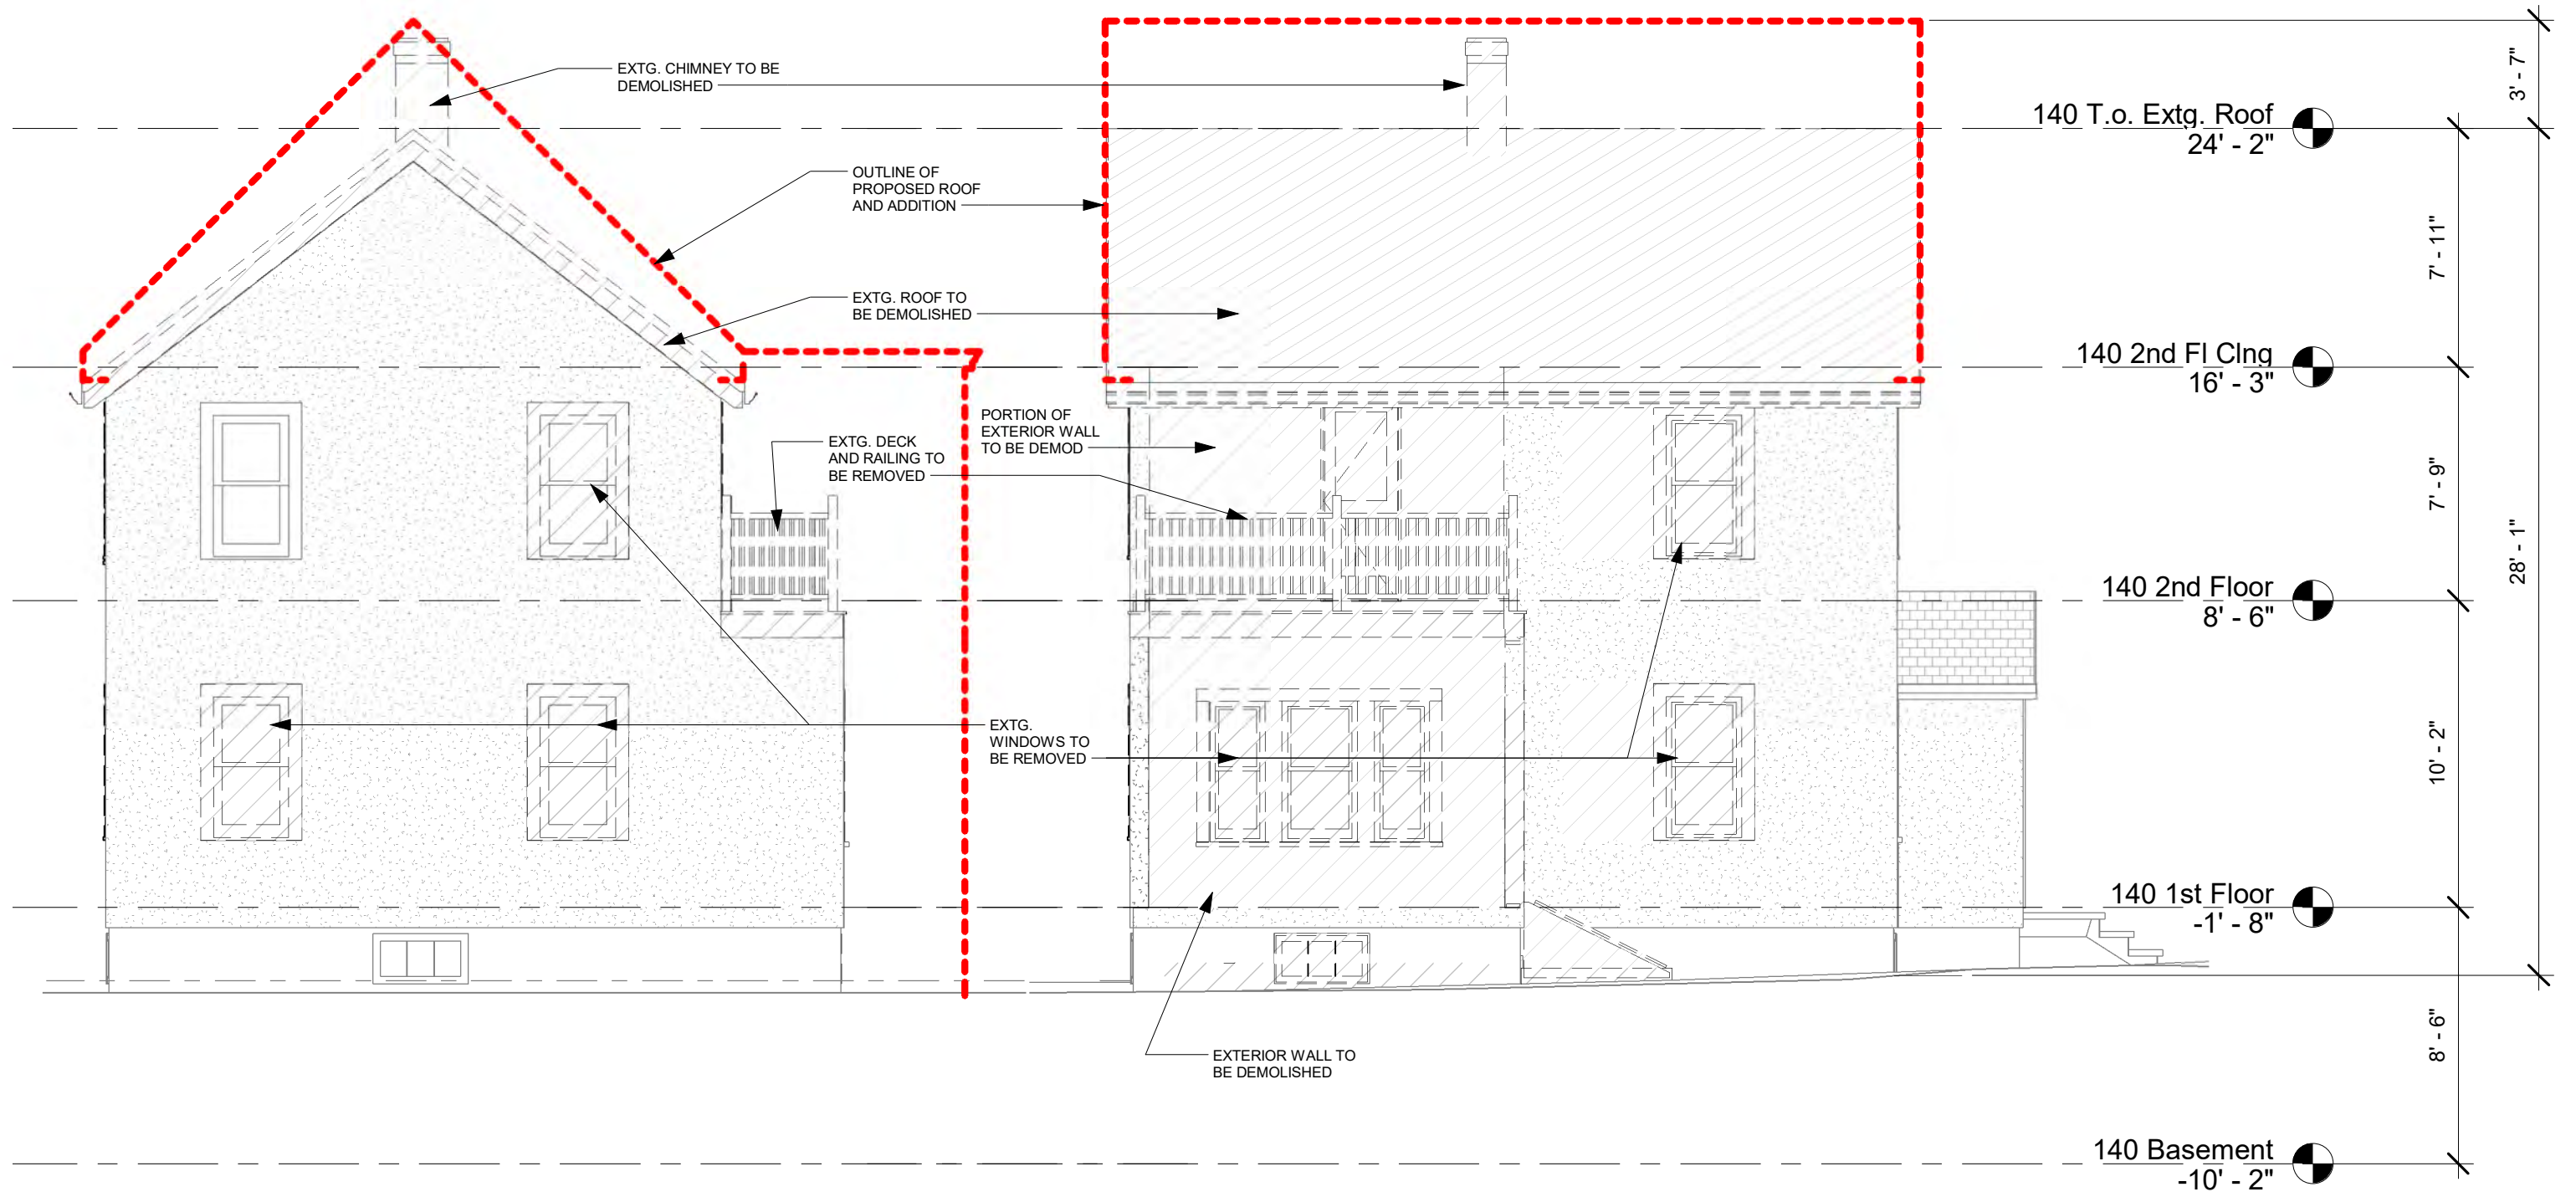 EXTG. CHIMNEY TO BE
DEMOLISHED
OUTLINE OF
PROPOSED ROOF
AND ADDITION
EXTG. ROOF TO
BE DEMOLISHED
PORTION OF
EXTERIOR WALL
TO BE DEMOD
EXTG. DECK
AND RAILING TO
BE REMOVED
EXTG.
WINDOWS TO
BE REMOVED
EXTERIOR WALL TO
BE DEMOLISHED
140 T.o. Extg. Roof
24' - 2"
140 2nd Fl Clng
16' - 3"
140 2nd Floor
8' - 6"
140 1st Floor
-1' - 8"
140 Basement
-10' - 2"
3' - 7"
7' - 11"
7' - 9"
28' - 1"
10' - 2"
8' - 6"